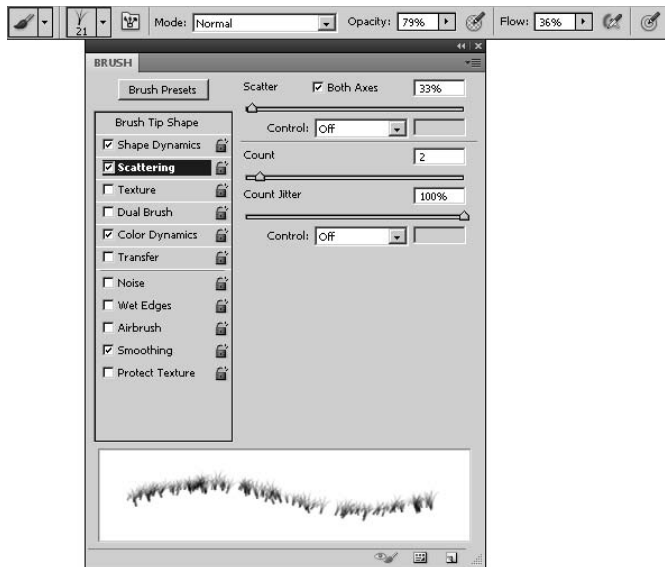 21 Mode: Normal Opacity: 79% Flow: 36%
BRUSH
Brush Presets
Brush Tip Shape
Shape Dynamics
Scattering
Texture
Dual Brush
Color Dynamics
Transfer
Noise
Wet Edges
Airbrush
Smoothing
Protect Texture
Scatter Both Axes 33%
Control: Off
Count 2
Count Jitter 100%
Control: Off